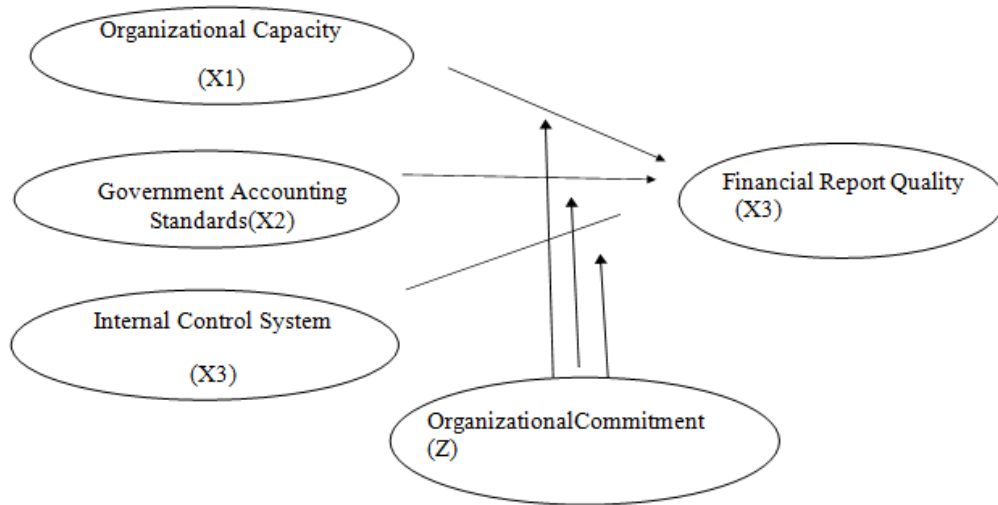 Organizational Capacity
(X1)
Government Accounting
Standards(X2)
Financial Report Quality
(X3)
Internal Control System
(X3)
OrganizationalCommitment
(Z)